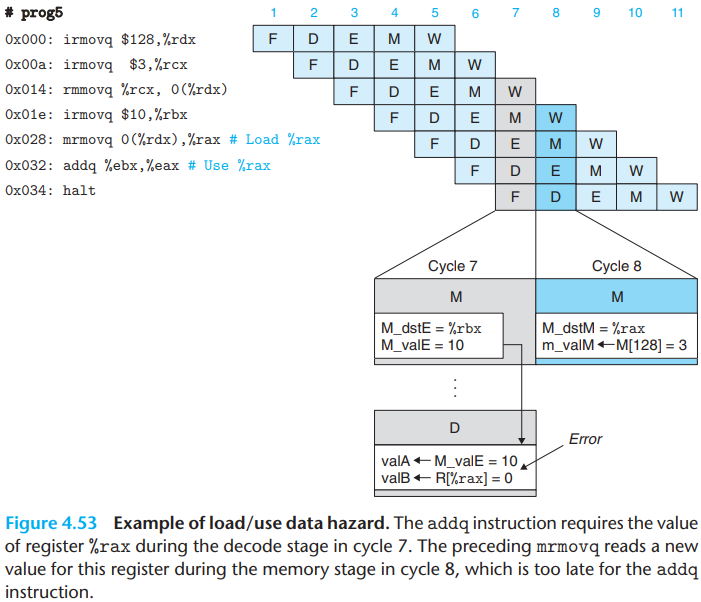 # prog5
1 2 3 4 5 6 7 8 9 10 11
0x000: irmovq $128,%rdx F D E M W
0x00a: irmovq $3,%rcx F D E M W
0x014: rmmovq %rcx, 0(%rdx) F D E M W
0x01e: irmovq $10,%rbx F D E M W
0x028: mrmovq 0(%rdx),%rax # Load %rax F D E M W
0x032: addq %ebx,%eax # Use %rax F D E M W
0x034: halt F D E M W
Cycle 7 Cycle 8
M M
M_dstE = %rbx M_dstM = %rax
M_valE = 10 m_valM ← M[128] = 3
D
Error
valA ← M_valE = 10
valB ← R[%rax] = 0
Figure 4.53 Example of load/use data hazard. The addq instruction requires the value
of register %rax during the decode stage in cycle 7. The preceding mrmovq reads a new
value for this register during the memory stage in cycle 8, which is too late for the addq
instruction.